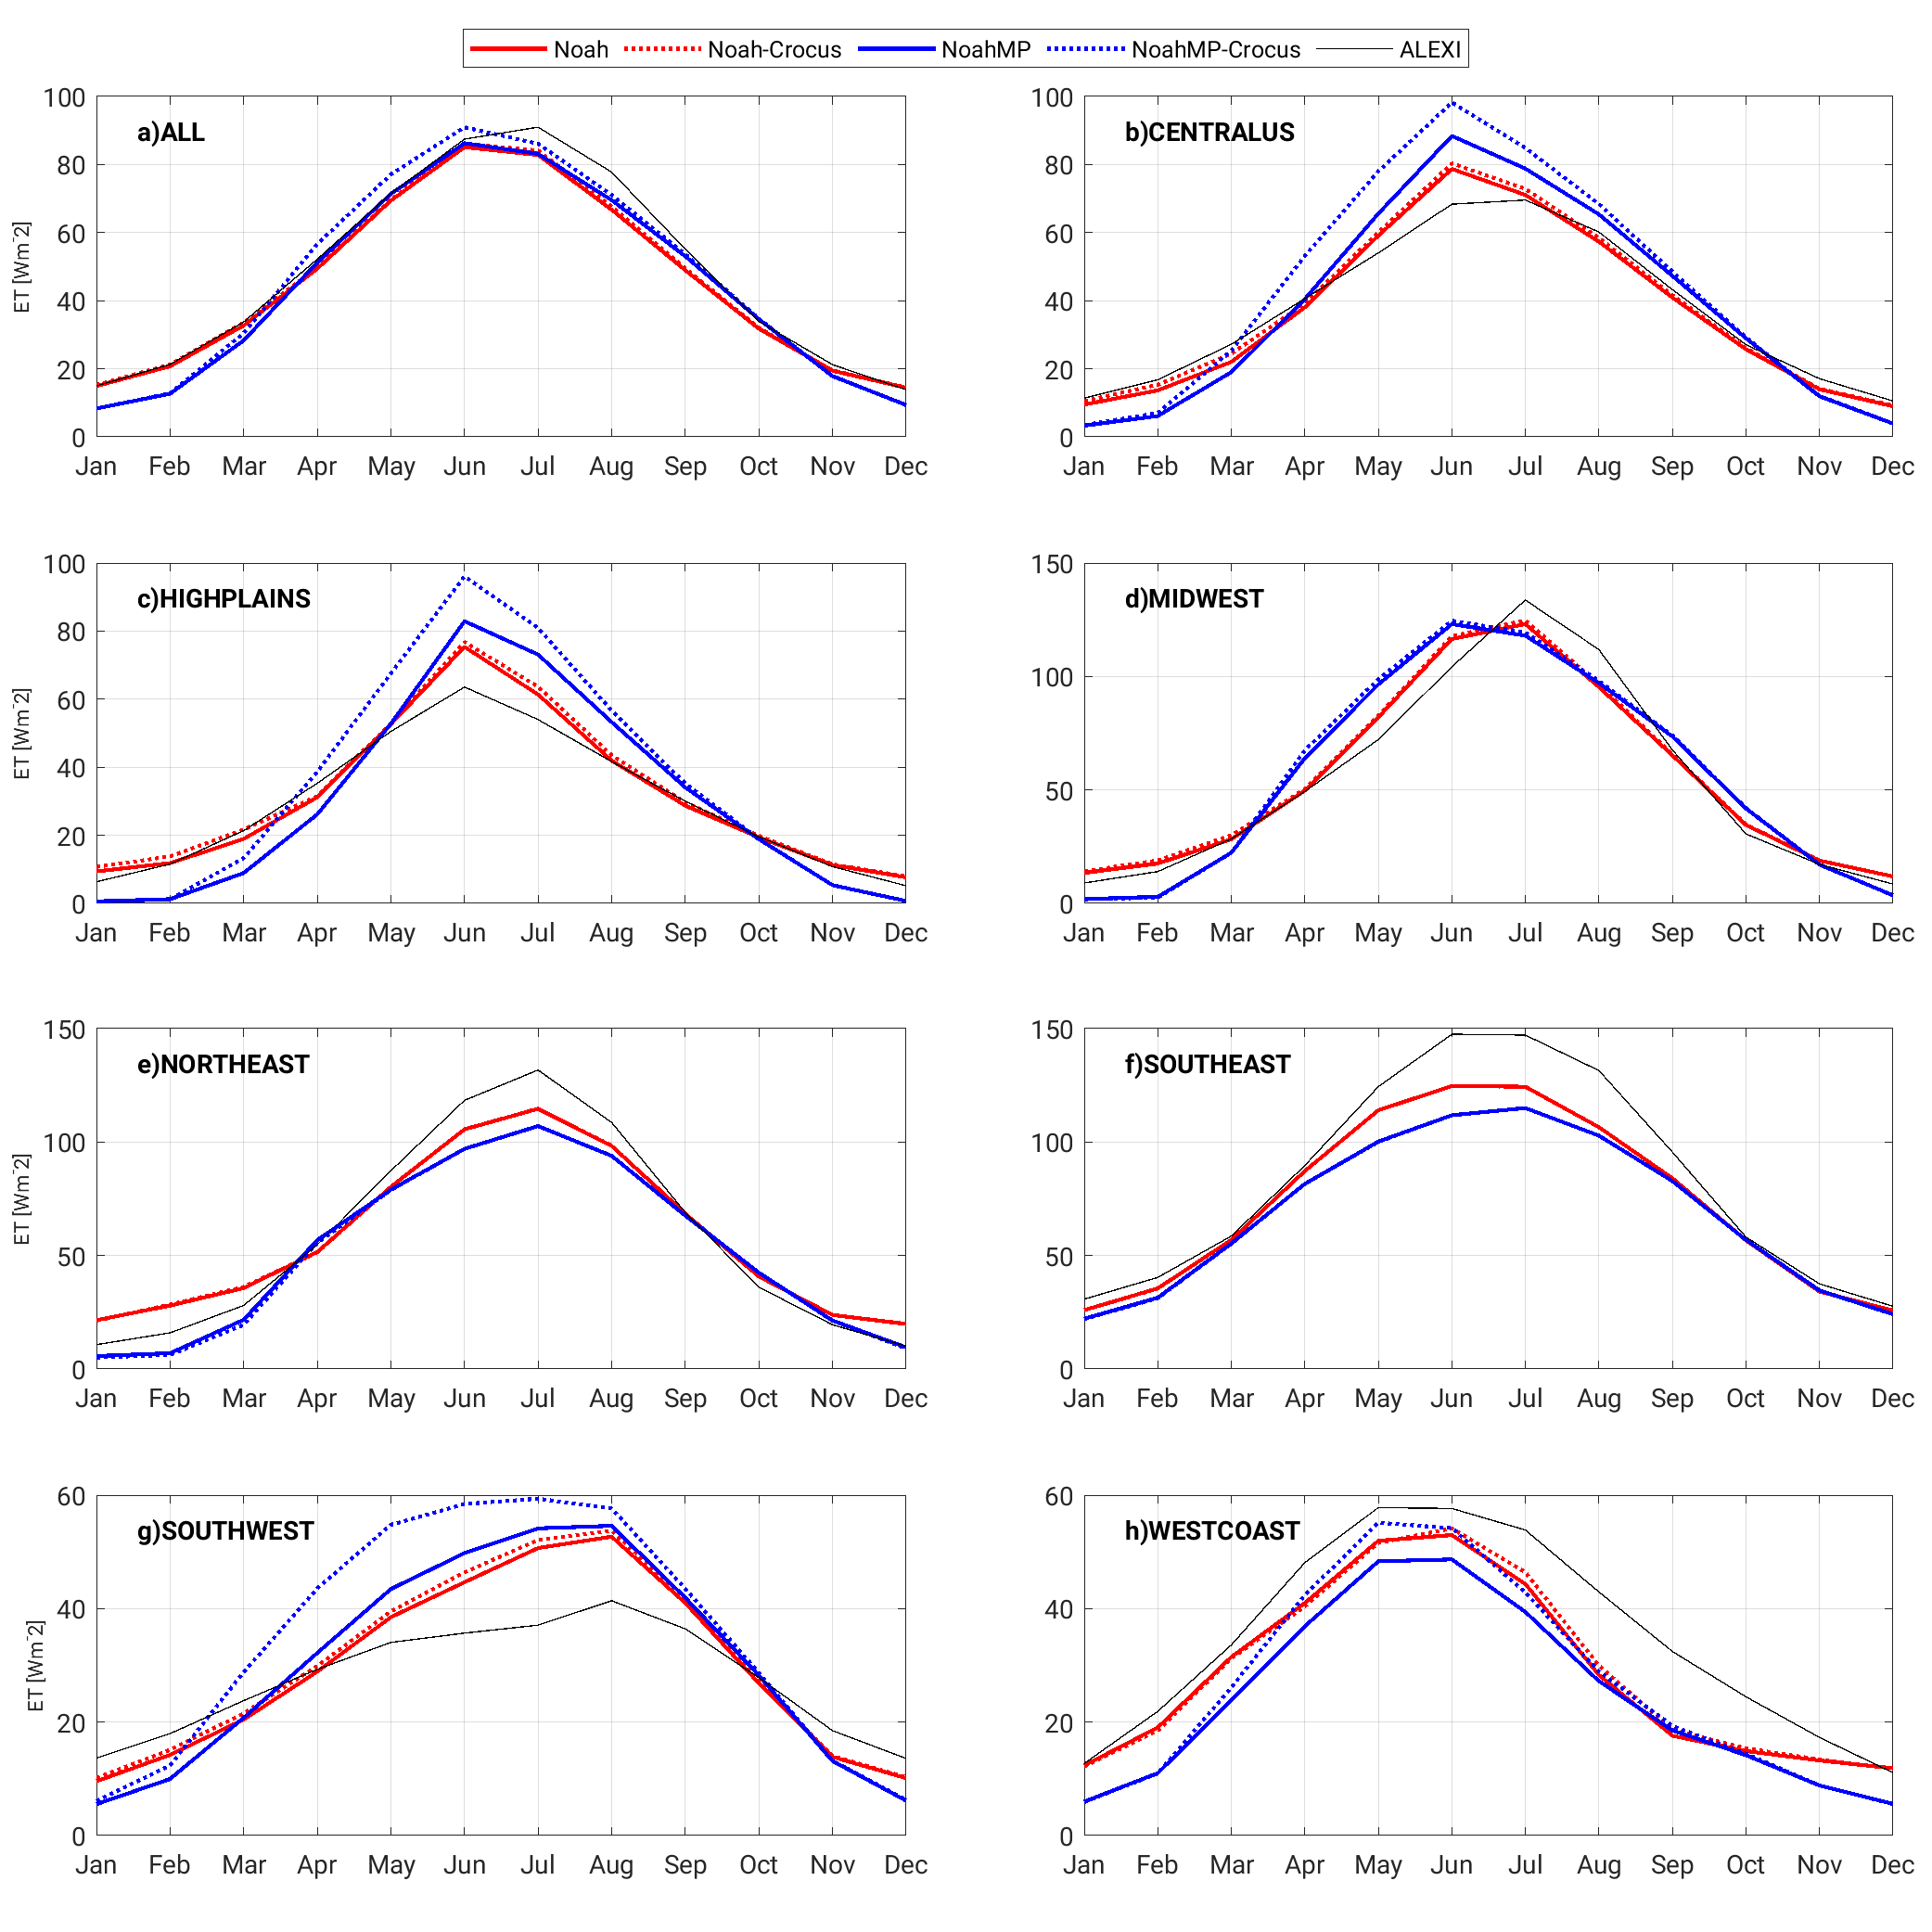 Noah Noah-Crocus NoahMP NoahMP-Crocus ALEXI
a)ALL
100
80
60
40
20
0
ET [Wm-2]
Jan Feb Mar Apr May Jun Jul Aug Sep Oct Nov Dec
b)CENTRALUS
100
80
60
40
20
0
Jan Feb Mar Apr May Jun Jul Aug Sep Oct Nov Dec
c)HIGHPLAINS
100
80
60
40
20
0
ET [Wm-2]
Jan Feb Mar Apr May Jun Jul Aug Sep Oct Nov Dec
d)MIDWEST
150
100
50
0
Jan Feb Mar Apr May Jun Jul Aug Sep Oct Nov Dec
e)NORTHEAST
150
100
50
0
ET [Wm-2]
Jan Feb Mar Apr May Jun Jul Aug Sep Oct Nov Dec
f)SOUTHEAST
150
100
50
0
Jan Feb Mar Apr May Jun Jul Aug Sep Oct Nov Dec
g)SOUTHWEST
60
40
20
0
ET [Wm-2]
Jan Feb Mar Apr May Jun Jul Aug Sep Oct Nov Dec
h)WESTCOAST
60
40
20
0
Jan Feb Mar Apr May Jun Jul Aug Sep Oct Nov Dec